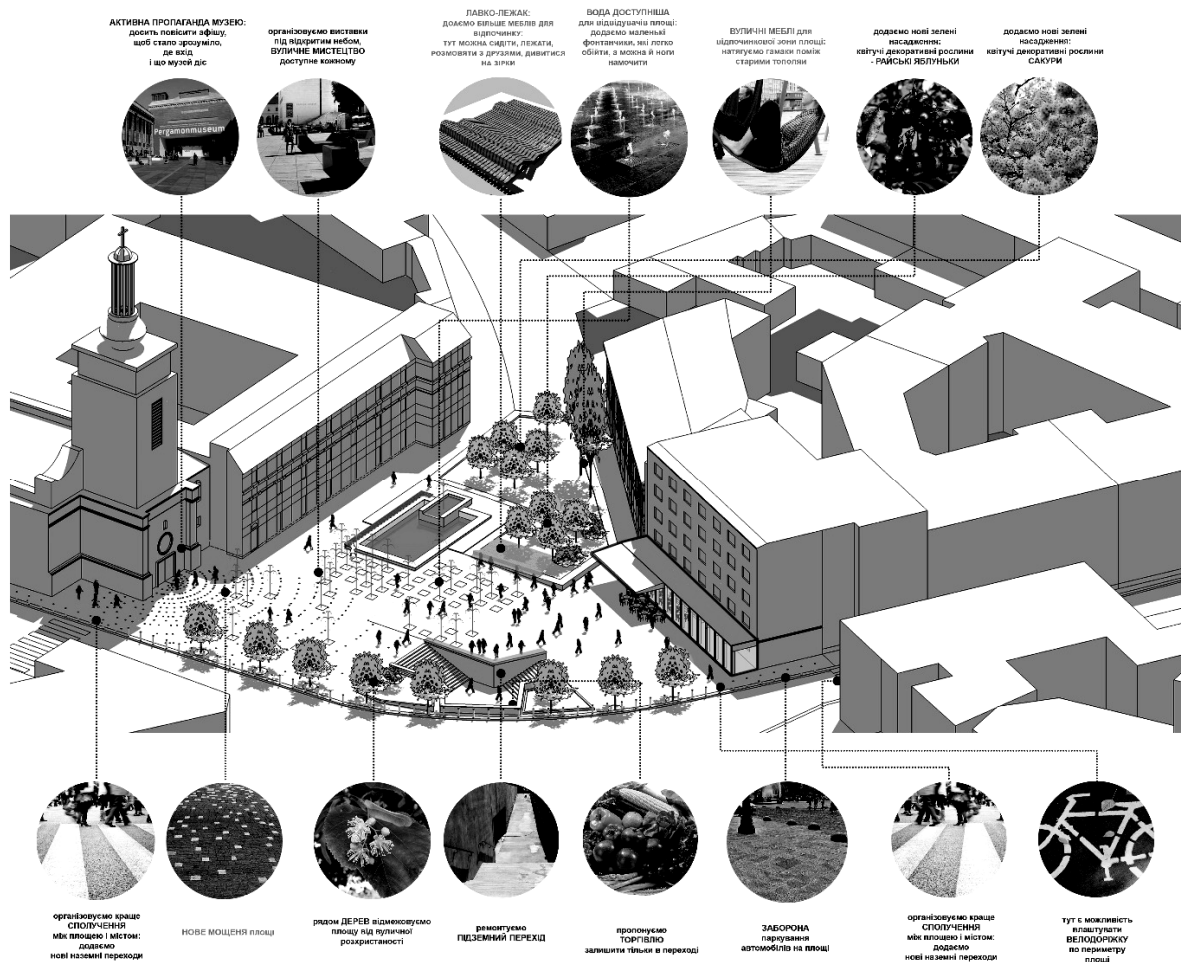 АКТИВНА ПРОПАГАНДА МУЗЕЮ:
досить повісити афішу,
щоб стало зрозуміло,
де вхід
і що музей діє
організовуємо виставки
під відкритим небом,
ВУЛИЧНЕ МИСТЕЦТВО
доступне кожному
ЛАВКО-ЛЕЖАК:
ДОДАЄМО БІЛЬШЕ МЕБЛІВ ДЛЯ
ВІДПОЧИНКУ:
ТУТ МОЖНА СИДІТИ, ЛЕЖАТИ,
РОЗМОВЯТИ З ДРУЗЯМИ, ДИВИТИСЯ
НА ЗІРКИ
ВОДА ДОСТУПНІША
для відвідувачів площі:
додаємо маленькі
фонтанчики, які легко
обійти, а можна й ноги
намочити
ВУЛИЧНІ МЕБЛІ для
відпочинкової зони площі:
натягуємо гамаки поміж
старими тополями
додаємо нові зелені
насадження:
квітучі декоративні рослини
- РАЙСЬКІ ЯБЛУНЬКИ
додаємо нові зелені
насадження:
квітучі декоративні рослини
САКУРИ
Pergamonmuseum
організовуємо краще
СПОЛУЧЕННЯ
між площею і містом:
додаємо
нові наземні переходи
НОВЕ МОЩЕНЯ площі
рядом ДЕРЕВ відмежовуємо
площу від вуличної
розхристаності
ремонтуємо
ПІДЗЕМНИЙ ПЕРЕХІД
пропонуємо
ТОРГІВЛЮ
залишити тільки в переході
ЗАБОРОНА
паркування
автомобілів на площі
організовуємо краще
СПОЛУЧЕННЯ
між площею і містом:
додаємо
нові наземні переходи
тут є можливість
влаштувати
ВЕЛОДОРІЖКУ
по периметру
площі